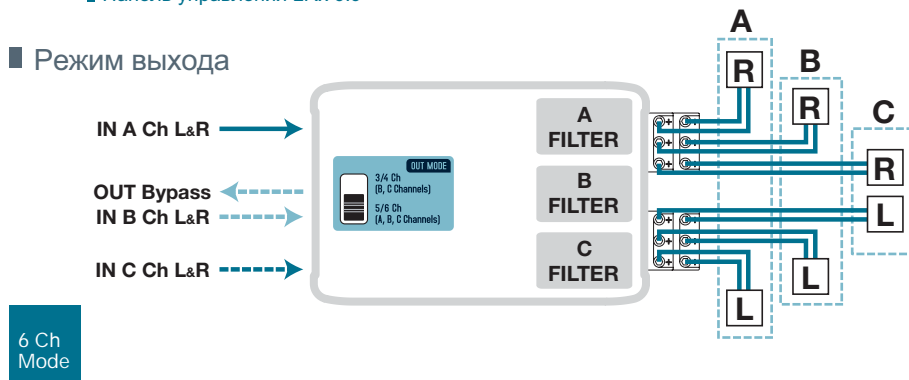 Режим выхода
A
B
C
R
R
R
L
L
L
IN A Ch L&R
OUT Bypass
IN B Ch L&R
IN C Ch L&R
OUT MODE
3/4 Ch
(B, C Channels)
5/6 Ch
(A, B, C Channels)
A
FILTER
B
FILTER
C
FILTER
6 Ch
Mode